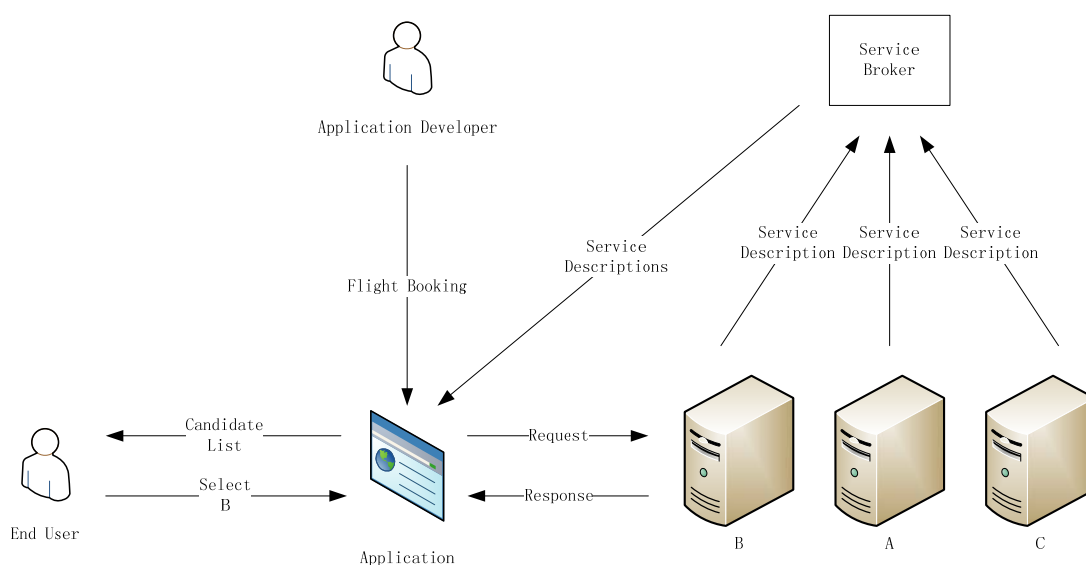 Service
Broker
Application Developer
Service
Description
Service
Description
Service
Description
Service
Descriptions
Flight Booking
Candidate
List
Request
Select
B
Response
End User
Application
B
A
C